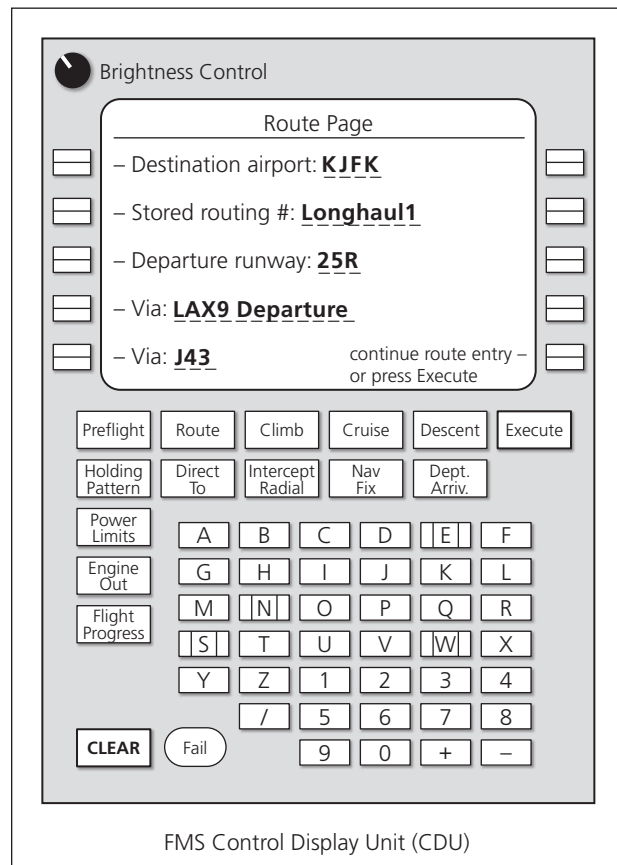 Brightness Control
Route Page
– Destination airport: KJFK
– Stored routing #: Longhaul1
– Departure runway: 25R
– Via: LAX9 Departure
– Via: J43
continue route entry –
or press Execute
Preflight Route Climb Cruise Descent Execute
Holding Pattern Direct To Intercept Radial Nav Fix Dept. Arriv.
Power Limits
Engine Out
Flight Progress
A B C D E F
G H I J K L
M N O P Q R
S T U V W X
Y Z 1 2 3 4
/ 5 6 7 8
CLEAR Fail 9 0 + –
FMS Control Display Unit (CDU)